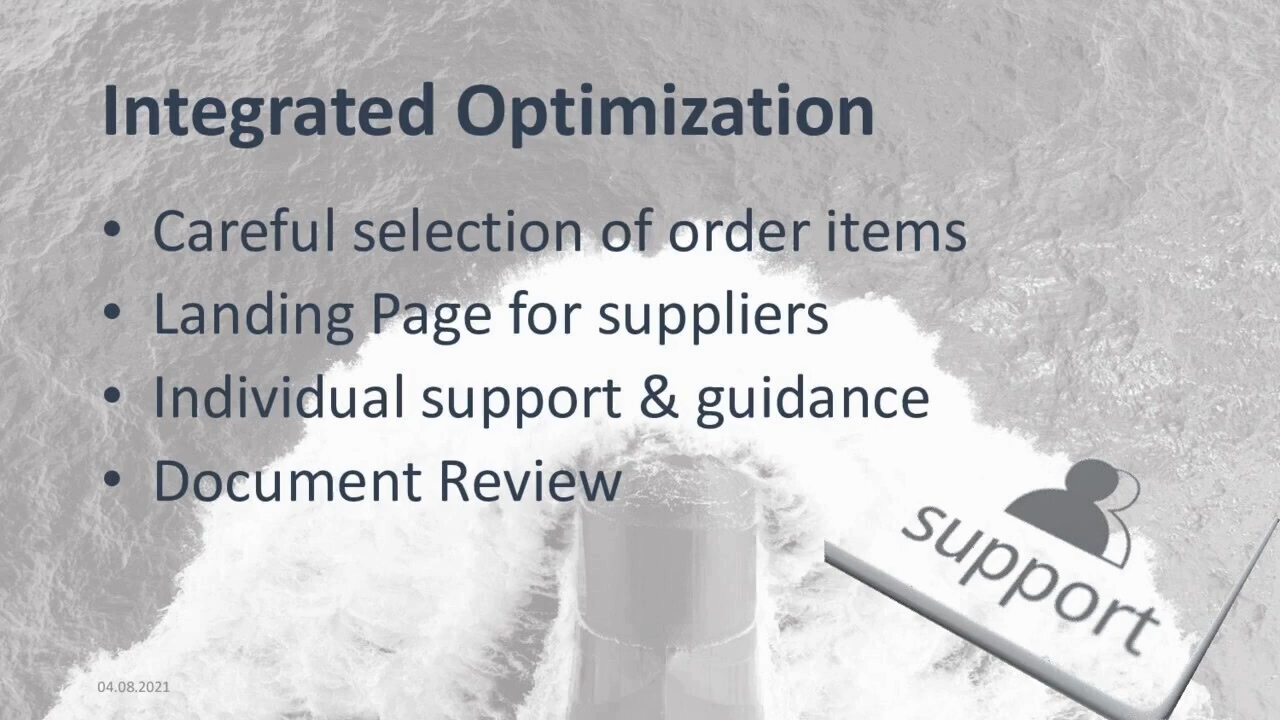 Integrated Optimization
• Careful selection of order items
• Landing Page for suppliers
• Individual support & guidance
• Document Review
support
04.08.2021